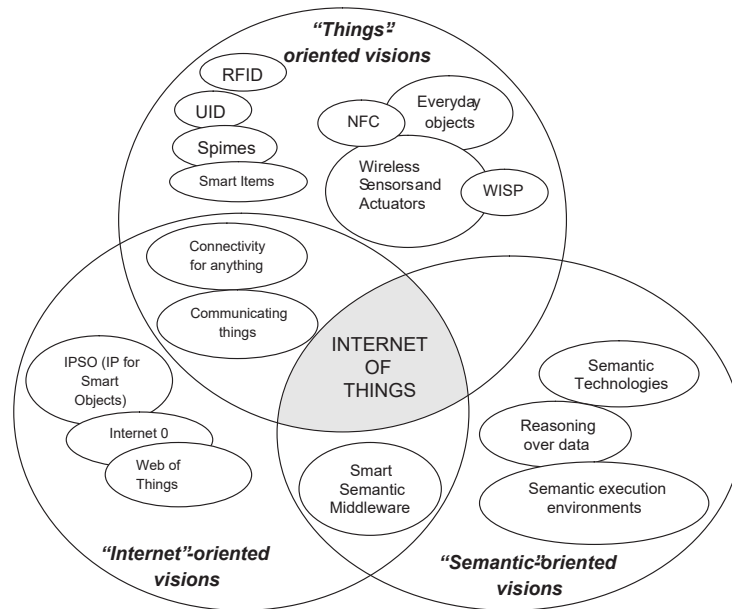 “Things”-
oriented visions
RFID
UID
Spimes
Smart Items
NFC
Everyday
objects
Wireless
Sensors and
Actuators
WISP
Connectivity
for anything
Communicating
things
INTERNET
OF
THINGS
IPSO (IP for
Smart
Objects)
Internet 0
Web of
Things
Semantic
Technologies
Reasoning
over data
Semantic execution
environments
Smart
Semantic
Middleware
“Internet”-oriented
visions
“Semantic”-oriented
visions